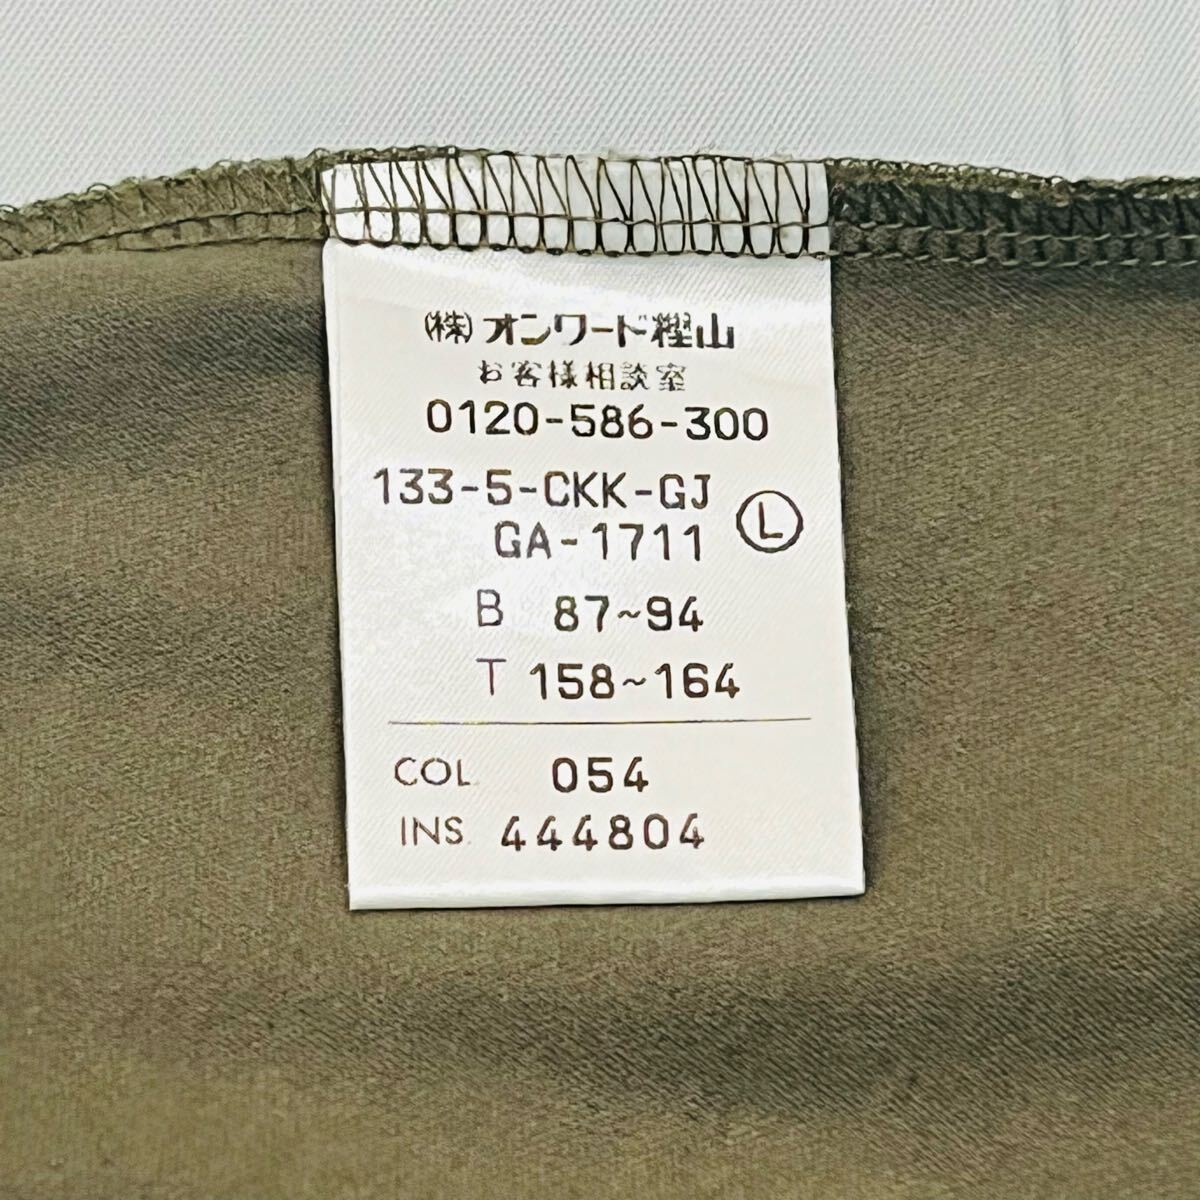 (株)オンワード樫山
お客様相談室
0120-586-300
133-5-CKK-GJ
GA-1711 Ⓛ
B 87~94
T 158~164
COL 054
INS. 444804